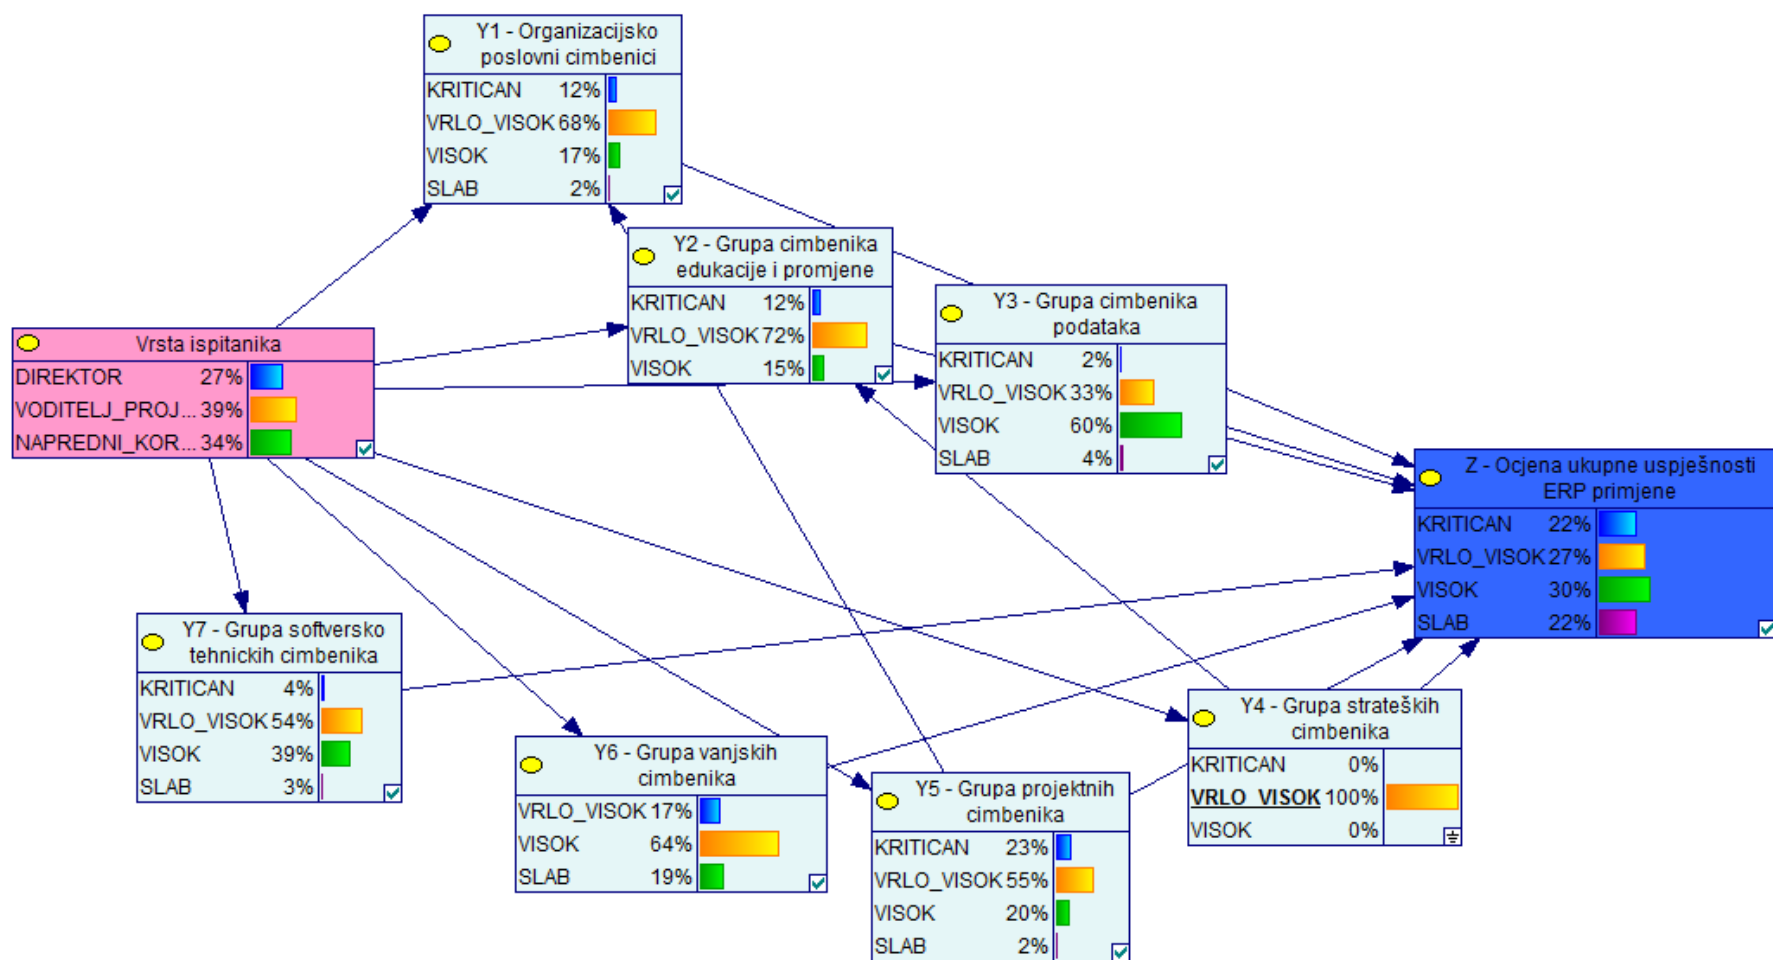 Y1 - Organizacijsko
poslovni cimbenici
KRITICAN 12%
VRLO_VISOK 68%
VISOK 17%
SLAB 2%
Y2 - Grupa cimbenika
edukacije i promjene
KRITICAN 12%
VRLO_VISOK 72%
VISOK 15%
Y3 - Grupa cimbenika
podataka
KRITICAN 2%
VRLO_VISOK 33%
VISOK 60%
SLAB 4%
Vrsta ispitanika
DIREKTOR 27%
VODITELJ_PROJ... 39%
NAPREDNI_KOR... 34%
Z - Ocjena ukupne uspješnosti
ERP primjene
KRITICAN 22%
VRLO_VISOK 27%
VISOK 30%
SLAB 22%
Y7 - Grupa softversko
tehnickih cimbenika
KRITICAN 4%
VRLO_VISOK 54%
VISOK 39%
SLAB 3%
Y6 - Grupa vanjskih
cimbenika
VRLO_VISOK 17%
VISOK 64%
SLAB 19%
Y5 - Grupa projektnih
cimbenika
KRITICAN 23%
VRLO_VISOK 55%
VISOK 20%
SLAB 2%
Y4 - Grupa strateških
cimbenika
KRITICAN 0%
VRLO_VISOK 100%
VISOK 0%